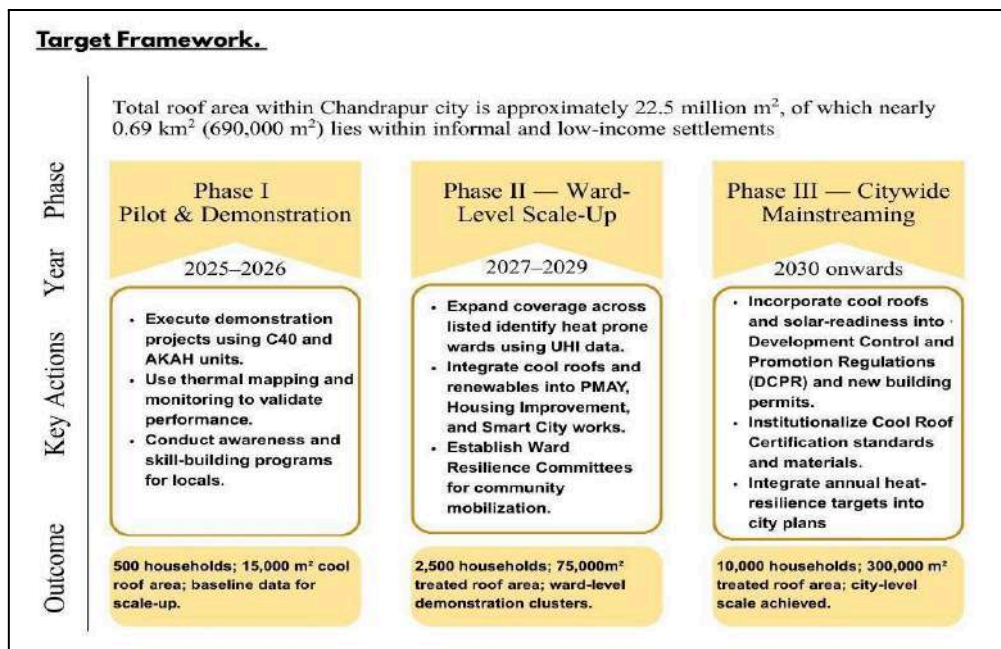 Target Framework.
Total roof area within Chandrapur city is approximately 22.5 million m², of which nearly
0.69 km² (690,000 m²) lies within informal and low-income settlements
Phase
Phase I
Pilot & Demonstration
Phase II — Ward-
Level Scale-Up
Phase III — Citywide
Mainstreaming
Year
2025–2026
2027–2029
2030 onwards
Key Actions
• Execute demonstration
projects using C40 and
AKAH units.
• Use thermal mapping and
monitoring to validate
performance.
• Conduct awareness and
skill-building programs
for locals.
• Expand coverage across
listed identify heat prone
wards using UHI data.
• Integrate cool roofs and
renewables into PMAY,
Housing Improvement,
and Smart City works.
• Establish Ward
Resilience Committees
for community
mobilization.
• Incorporate cool roofs
and solar-readiness into
Development Control and
Promotion Regulations
(DCPR) and new building
permits.
• Institutionalize Cool Roof
Certification standards
and materials.
• Integrate annual heat-
resilience targets into
city plans
Outcome
500 households; 15,000 m² cool
roof area; baseline data for
scale-up.
2,500 households; 75,000m²
treated roof area; ward-level
demonstration clusters.
10,000 households; 300,000 m²
treated roof area; city-level
scale achieved.